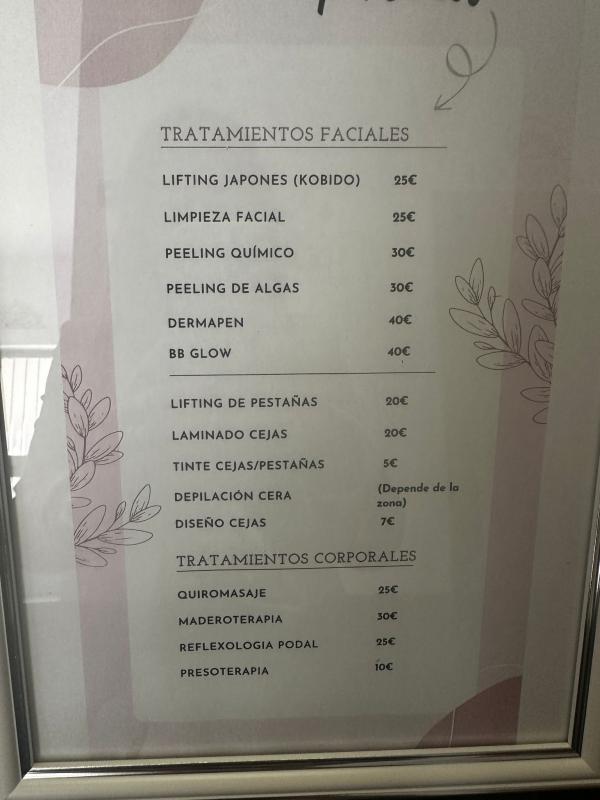 TRATAMIENTOS FACIALES
LIFTING JAPONES (KOBIDO) 25€
LIMPIEZA FACIAL 25€
PEELING QUÍMICO 30€
PEELING DE ALGAS 30€
DERMAPEN 40€
BB GLOW 40€
LIFTING DE PESTAÑAS 20€
LAMINADO CEJAS 20€
TINTE CEJAS/PESTAÑAS 5€
DEPILACIÓN CERA (Depende de la
zona)
DISEÑO CEJAS 7€
TRATAMIENTOS CORPORALES
QUIROMASAJE 25€
MADEROTERAPIA 30€
REFLEXOLOGIA PODAL 25€
PRESOTERAPIA 10€